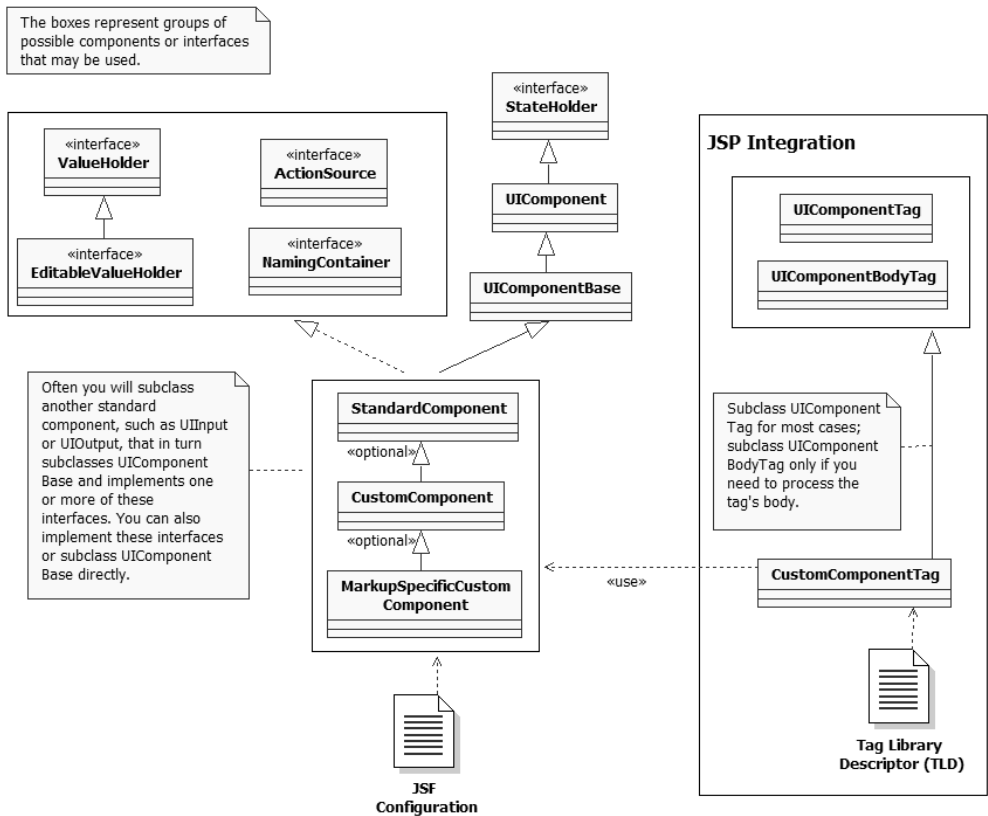 The boxes represent groups of
possible components or interfaces
that may be used.
«interface»
StateHolder
«interface»
ValueHolder
«interface»
ActionSource
JSP Integration
UIComponent
UIComponentTag
«interface»
EditableValueHolder
«interface»
NamingContainer
UIComponentBase
UIComponentBodyTag
Often you will subclass
another standard
component, such as UIInput
or UIOutput, that in turn
subclasses UIComponent
Base and implements one
or more of these
interfaces. You can also
implement these interfaces
or subclass UIComponent
Base directly.
StandardComponent
«optional»
CustomComponent
«optional»
MarkupSpecificCustom
Component
Subclass UIComponent
Tag for most cases;
subclass UIComponent
BodyTag only if you
need to process the
tag's body.
«use»
CustomComponentTag
JSF
Configuration
Tag Library
Descriptor (TLD)